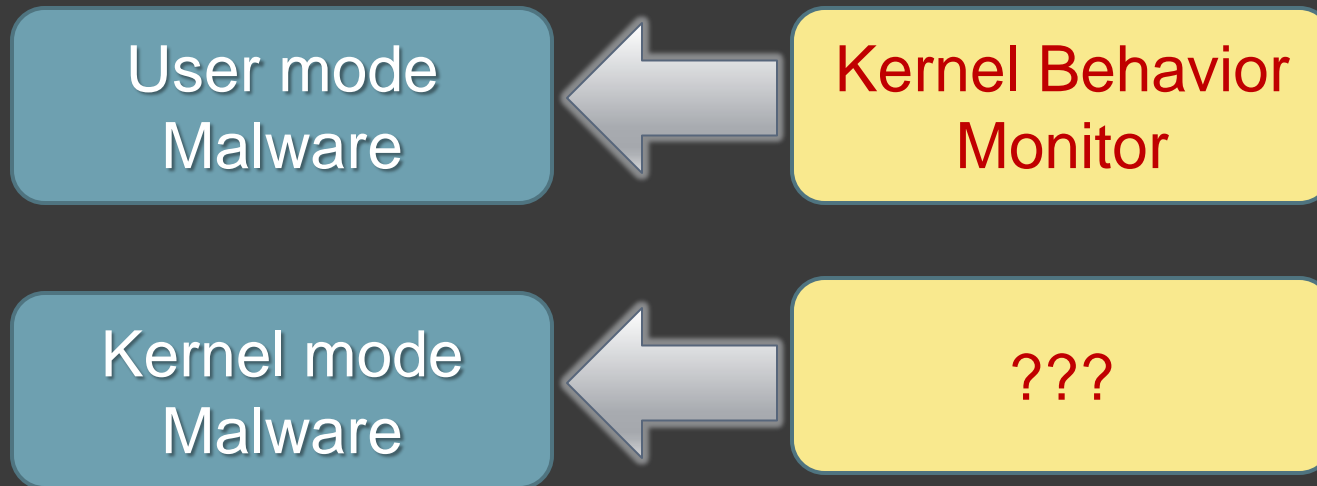 User mode
Malware
Kernel Behavior
Monitor
Kernel mode
Malware
???